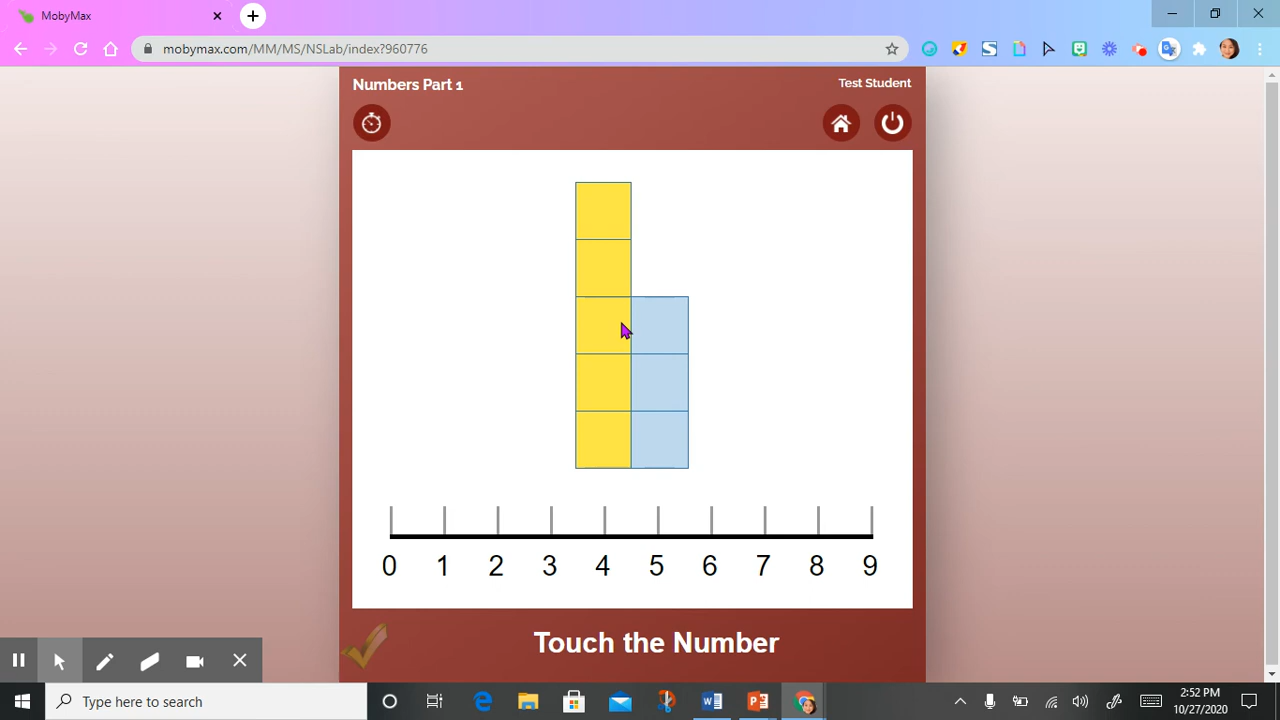 MobyMax
mobymax.com/MM/MS/NSLab/index?960776
Numbers Part 1
Test Student
0 1 2 3 4 5 6 7 8 9
Touch the Number
Type here to search
2:52 PM
10/27/2020